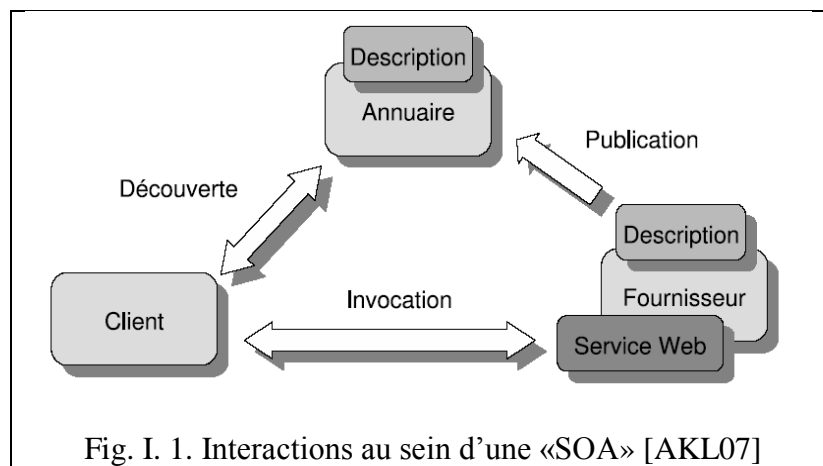 Description
Annuaire
Publication
Découverte
Description
Fournisseur
Invocation
Client
Service Web
Fig. I. 1. Interactions au sein d’une «SOA» [AKL07]